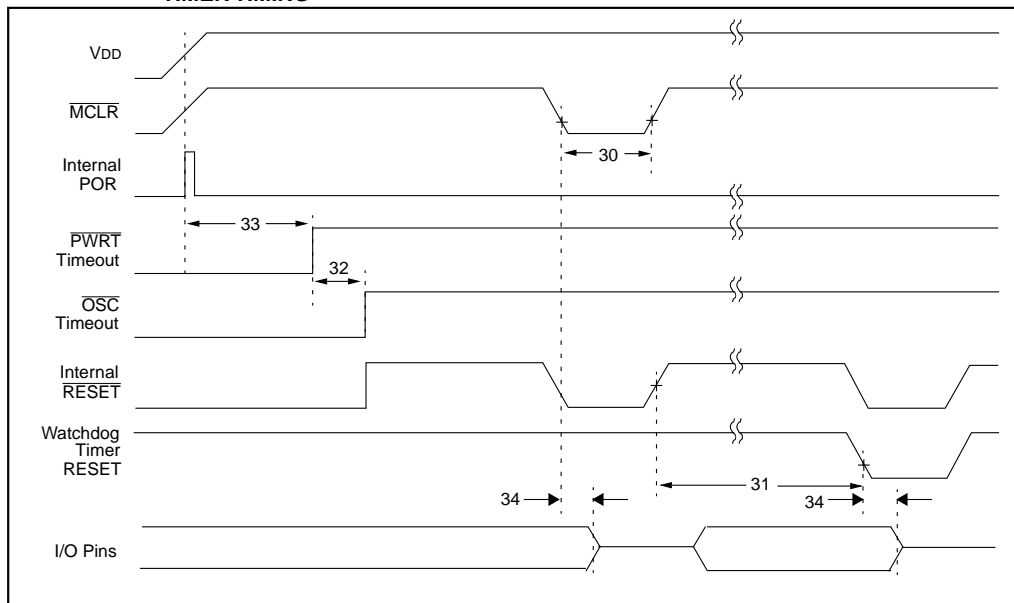 TIMER TIMING
VDD
MCLR
30
Internal
POR
33
PWRT
Timeout
32
OSC
Timeout
Internal
RESET
Watchdog
Timer
RESET
31
34
34
I/O Pins